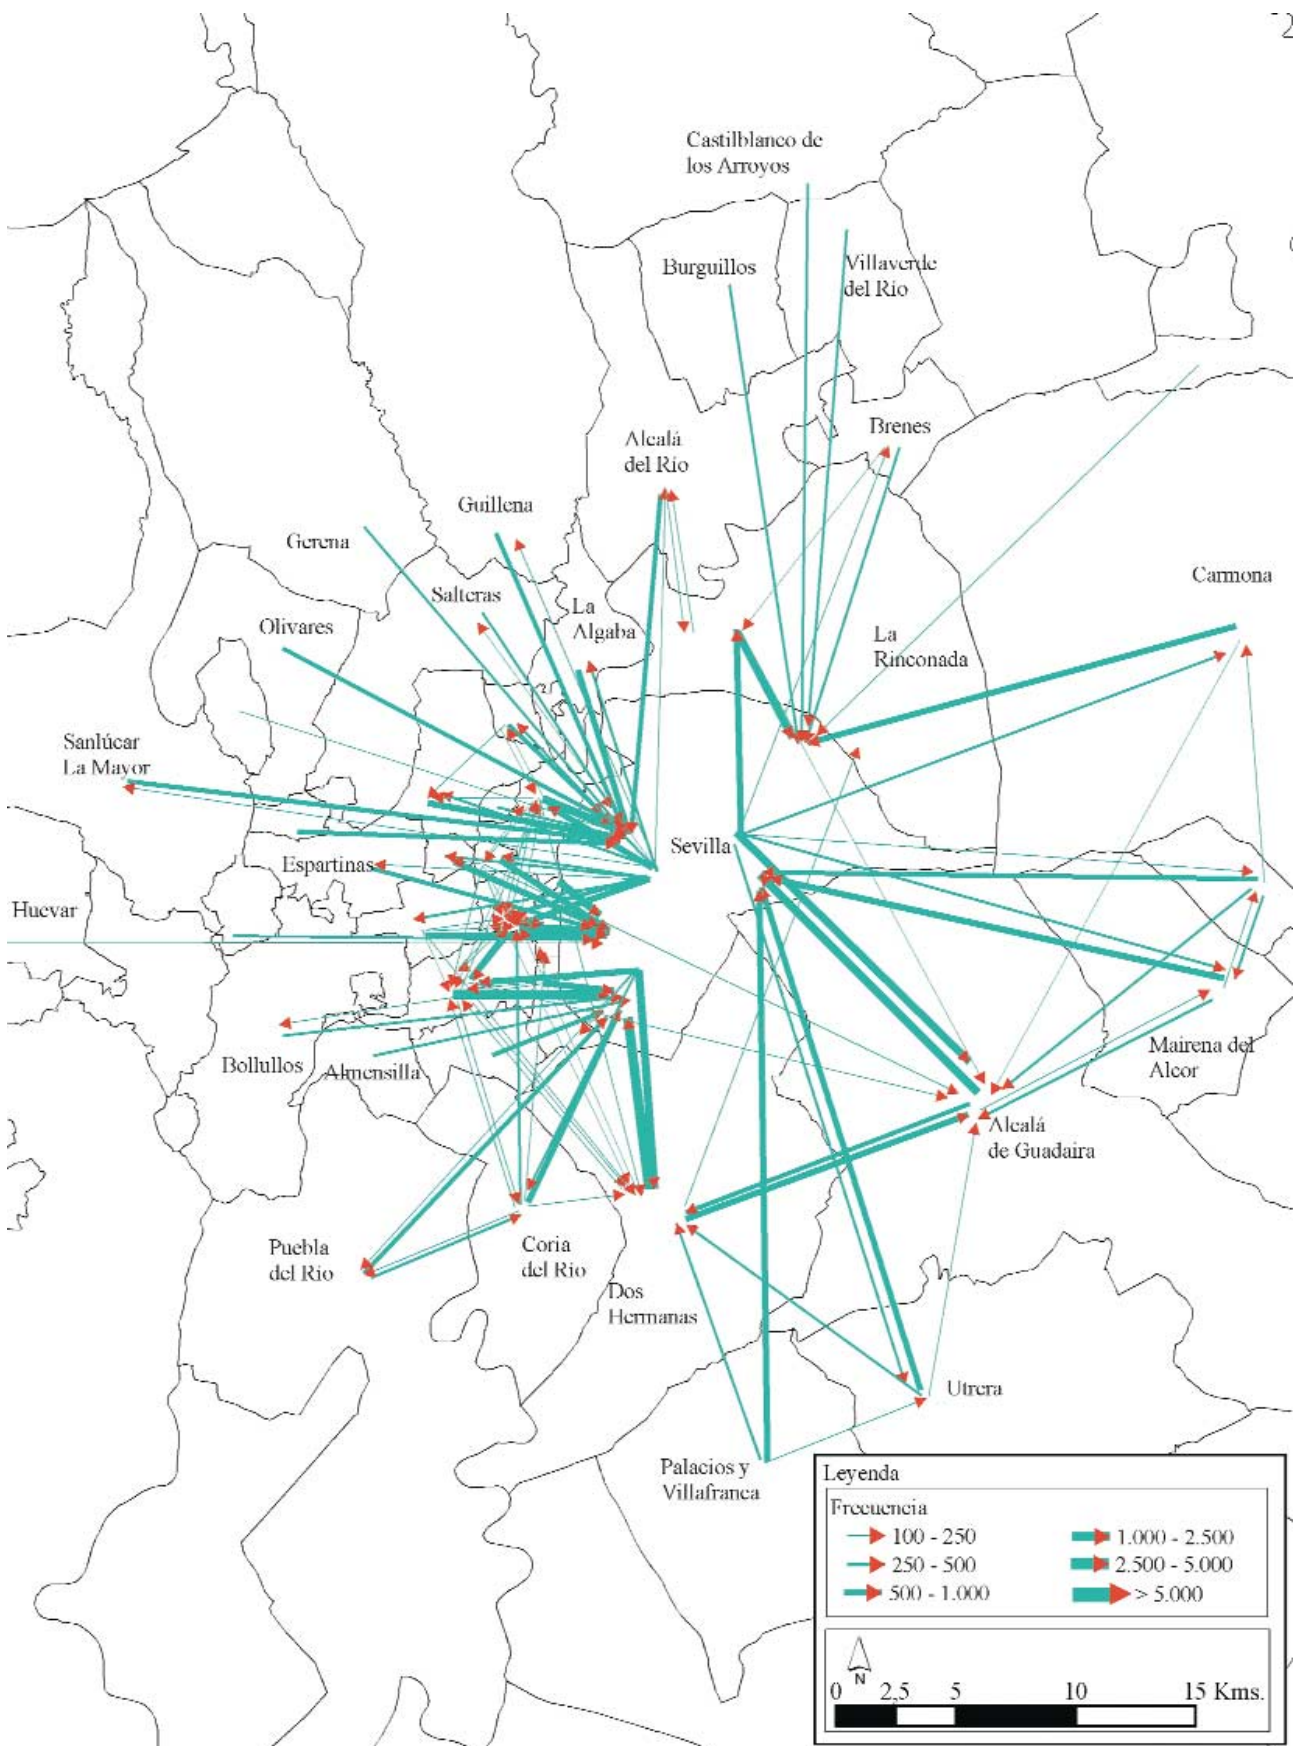 Castilblanco de
los Arroyos
Burguillos
Villaverde
del Río
Brenes
Alcalá
del Río
Guillena
Gerena
Carmona
Salteras
La
Algaba
Olivares
La
Rinconada
Sanlúcar
La Mayor
Sevilla
Espartinas
Huevar
Mairena del
Alcor
Bollullos
Almensilla
Alcalá
de Guadaira
Puebla
del Río
Coria
del Río
Dos
Hermanas
Utrera
Palacios y
Villafranca
Leyenda
Frecuencia
100 - 250
250 - 500
500 - 1.000
1.000 - 2.500
2.500 - 5.000
> 5.000
N
0 2,5 5 10 15 Kms.